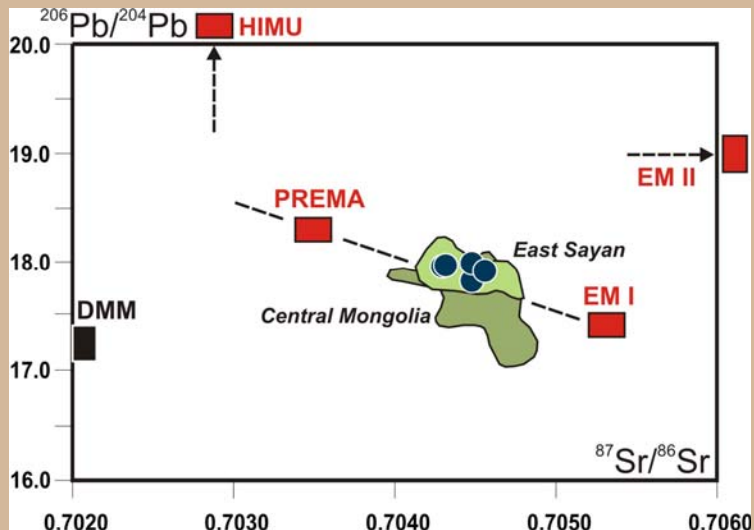 ²⁰⁶Pb/²⁰⁴Pb
HIMU
20.0
19.0
EM II
PREMA
18.0
East Sayan
DMM
Central Mongolia
EM I
17.0
⁸⁷Sr/⁸⁶Sr
16.0
0.7020 0.7030 0.7040 0.7050 0.7060